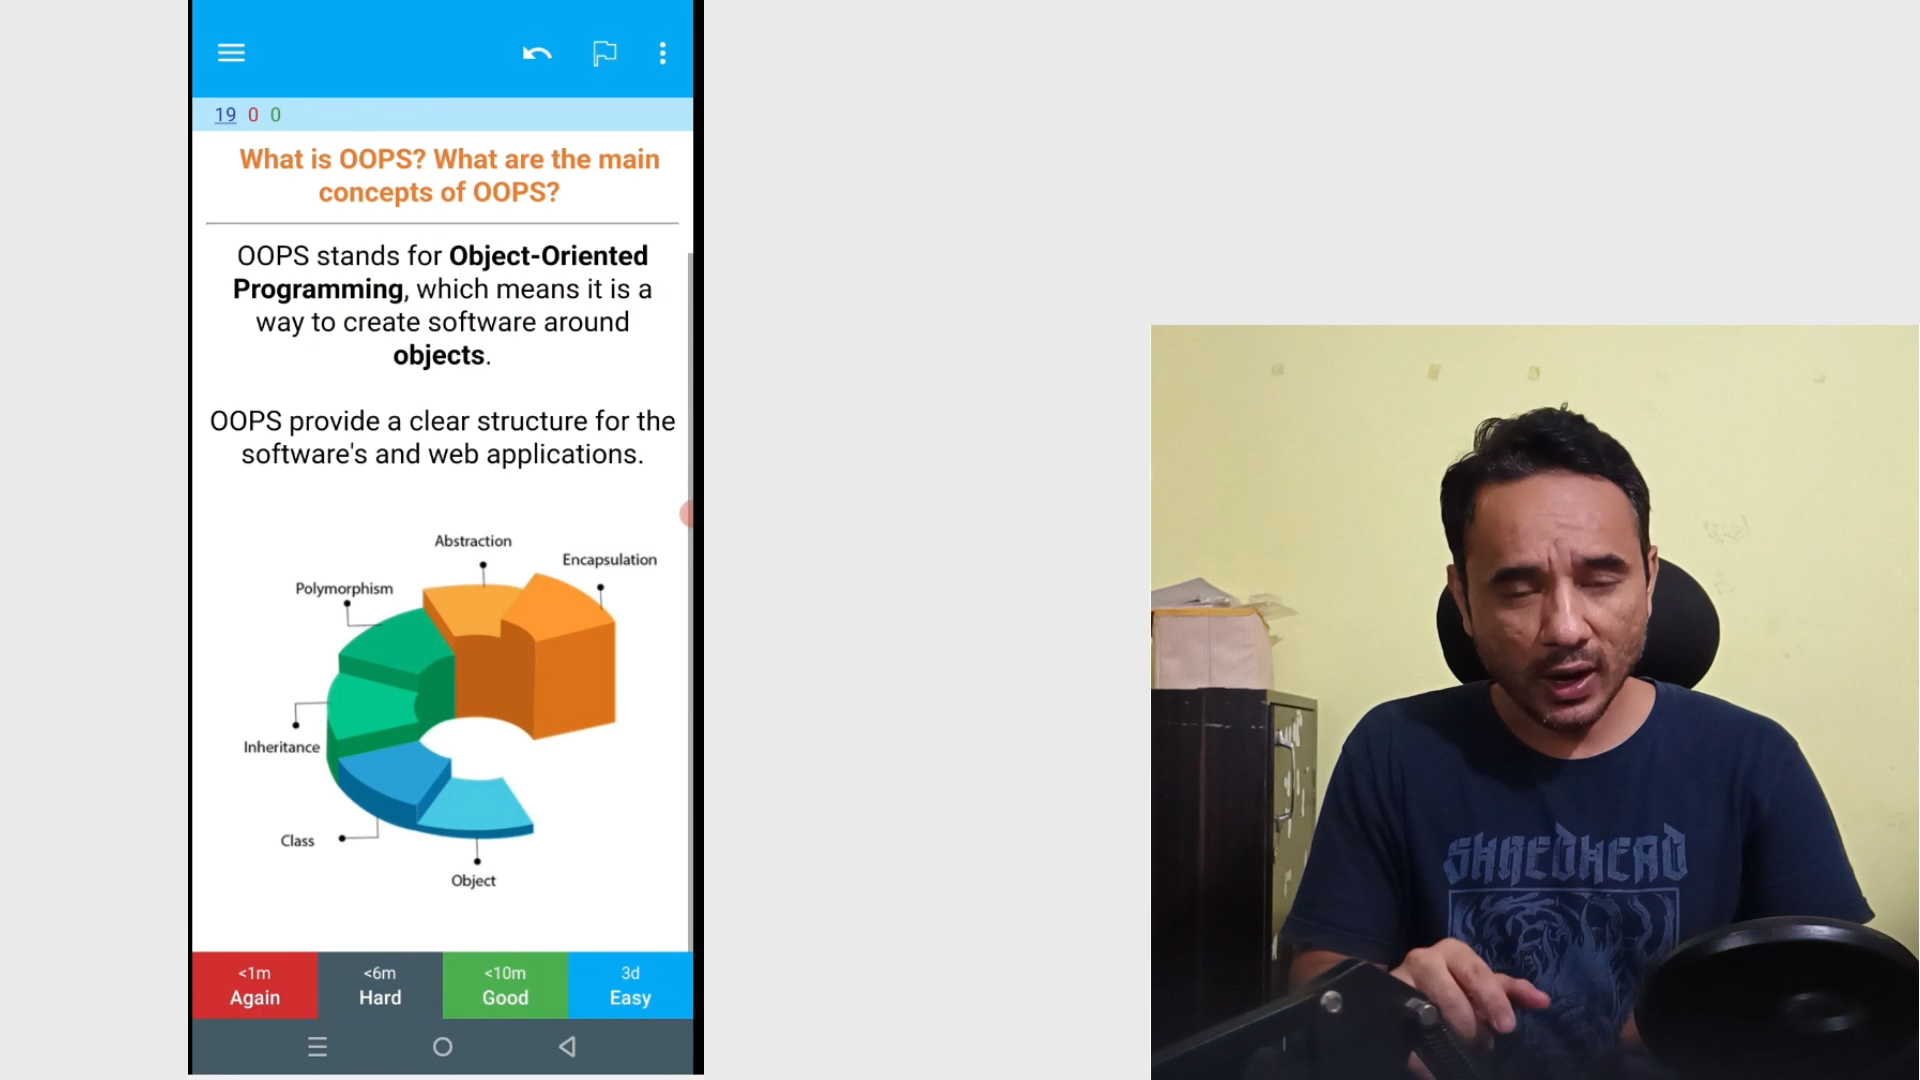 19 0 0
What is OOPS? What are the main
concepts of OOPS?
OOPS stands for Object-Oriented
Programming, which means it is a
way to create software around
objects.
OOPS provide a clear structure for the
software's and web applications.
Abstraction
Encapsulation
Polymorphism
Inheritance
Class
Object
<1m
Again
<6m
Hard
<10m
Good
3d
Easy
SHREDHEAD